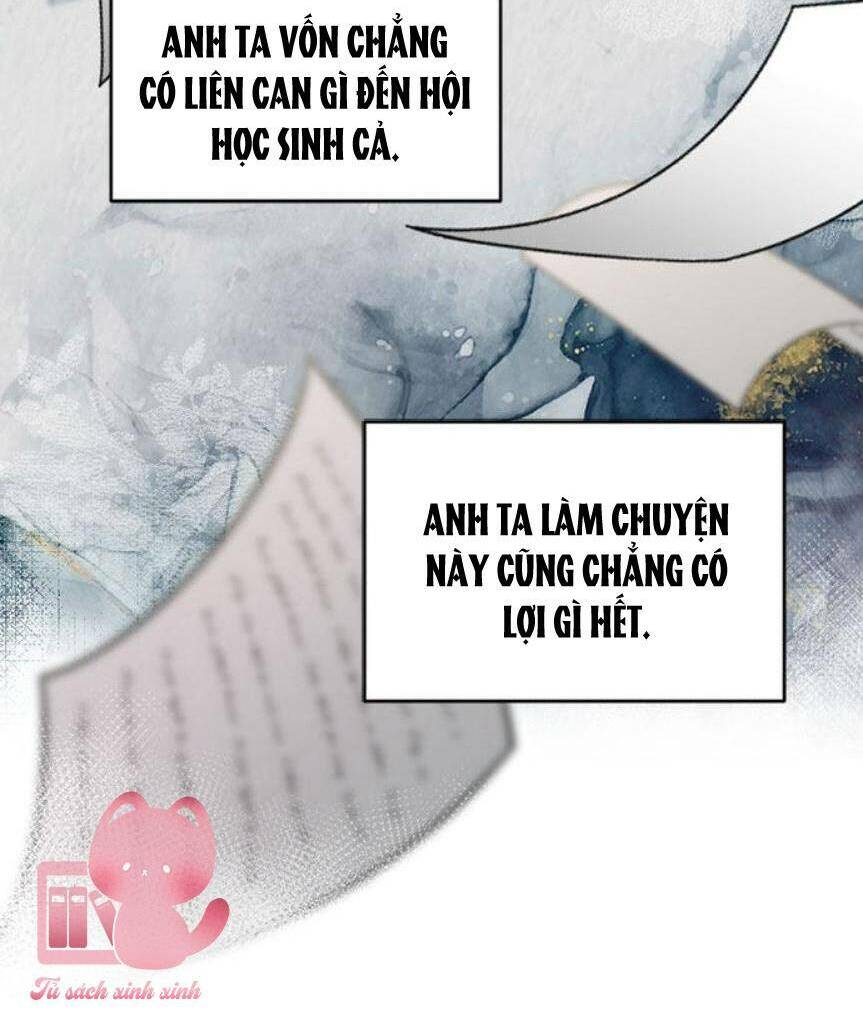 ANH TA VỐN CHẲNG
CÓ LIÊN CAN GÌ ĐẾN HỘI
HỌC SINH CẢ.
ANH TA LÀM CHUYỆN
NÀY CŨNG CHẲNG CÓ
LỢI GÌ HẾT.
Tủ sách xinh xinh